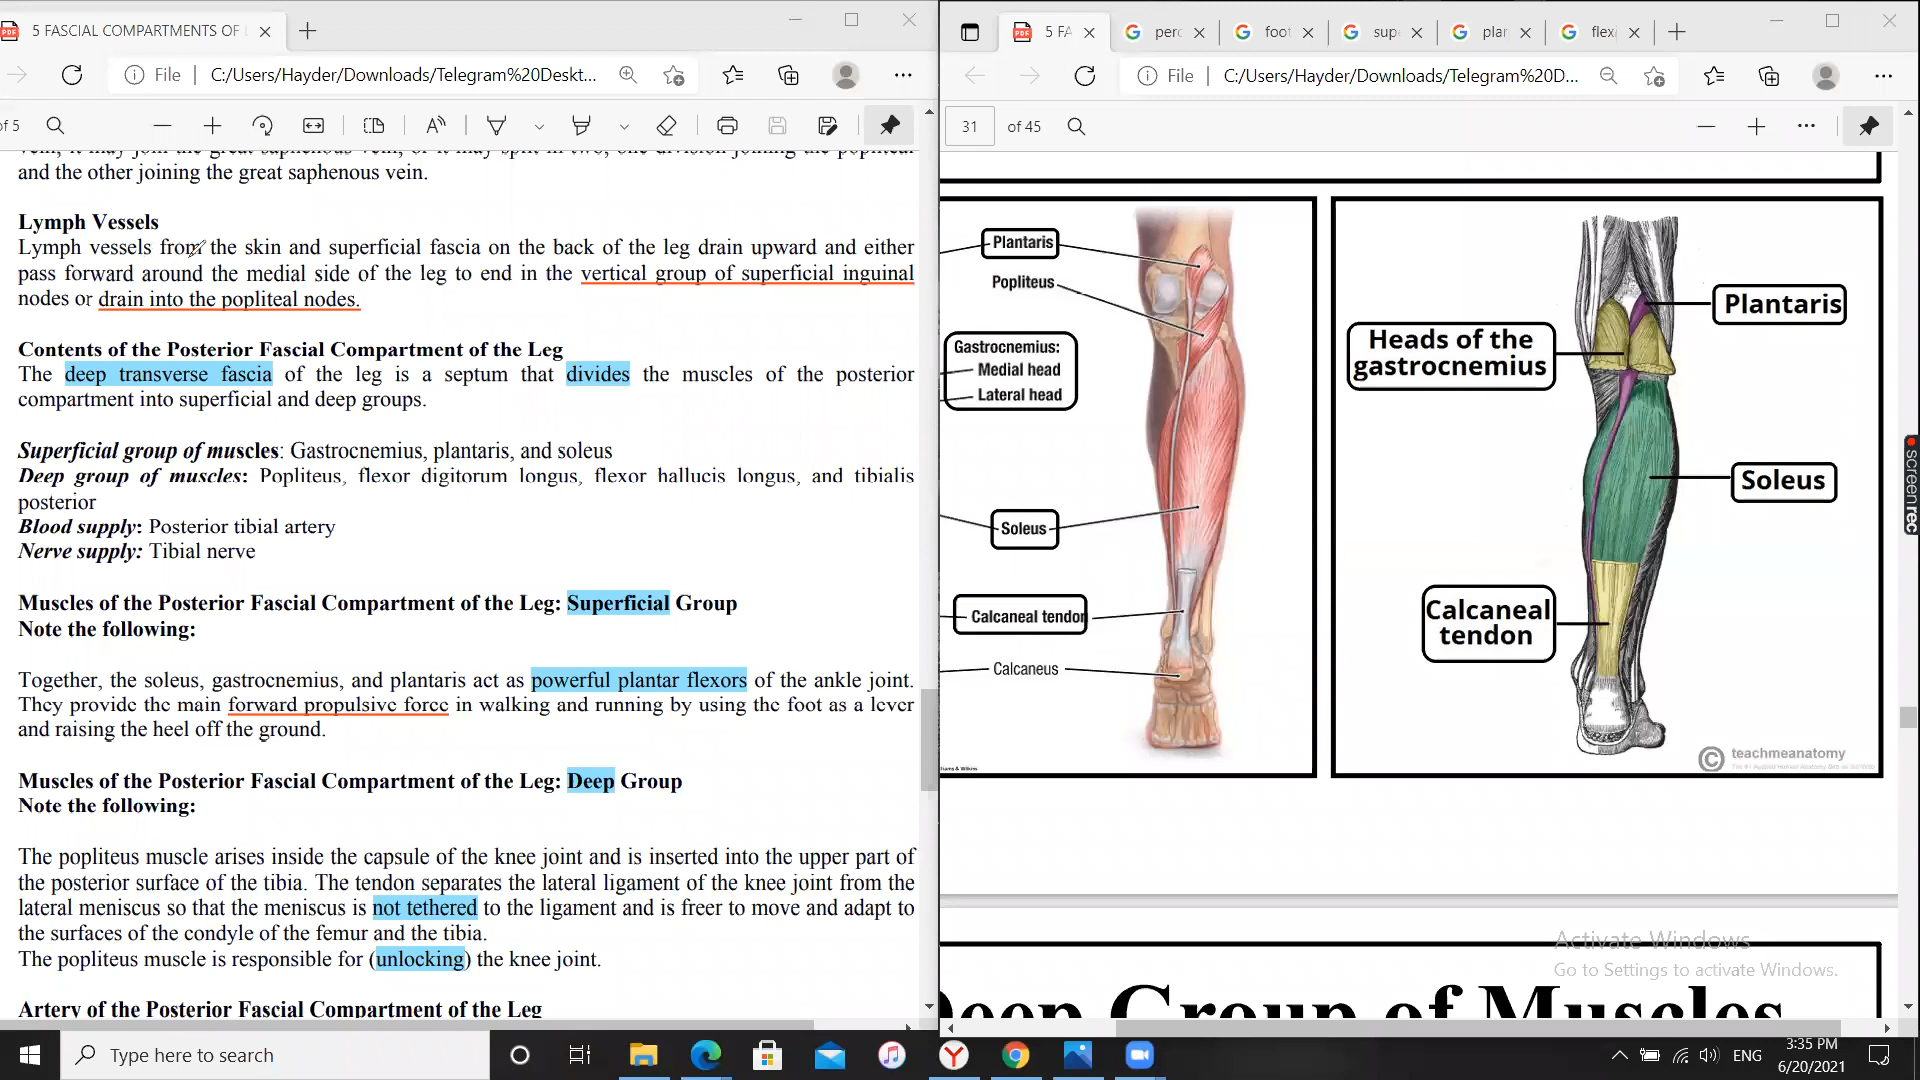 5 FASCIAL COMPARTMENTS OF
File C:/Users/Hayder/Downloads/Telegram%20Deskt...
of 5
and the other joining the great saphenous vein.
Lymph Vessels
Lymph vessels from the skin and superficial fascia on the back of the leg drain upward and either
pass forward around the medial side of the leg to end in the vertical group of superficial inguinal
nodes or drain into the popliteal nodes.
Contents of the Posterior Fascial Compartment of the Leg
The deep transverse fascia of the leg is a septum that divides the muscles of the posterior
compartment into superficial and deep groups.
Superficial group of muscles: Gastrocnemius, plantaris, and soleus
Deep group of muscles: Popliteus, flexor digitorum longus, flexor hallucis longus, and tibialis
posterior
Blood supply: Posterior tibial artery
Nerve supply: Tibial nerve
Muscles of the Posterior Fascial Compartment of the Leg: Superficial Group
Note the following:
Together, the soleus, gastrocnemius, and plantaris act as powerful plantar flexors of the ankle joint.
They provide the main forward propulsive force in walking and running by using the foot as a lever
and raising the heel off the ground.
Muscles of the Posterior Fascial Compartment of the Leg: Deep Group
Note the following:
The popliteus muscle arises inside the capsule of the knee joint and is inserted into the upper part of
the posterior surface of the tibia. The tendon separates the lateral ligament of the knee joint from the
lateral meniscus so that the meniscus is not tethered to the ligament and is freer to move and adapt to
the surfaces of the condyle of the femur and the tibia.
The popliteus muscle is responsible for (unlocking) the knee joint.
Artery of the Posterior Fascial Compartment of the Leg
5 FA
perc
foot
sup
plan
flex
File C:/Users/Hayder/Downloads/Telegram%20D...
31 of 45
Plantaris
Popliteus
Gastrocnemius:
Medial head
Lateral head
Soleus
Calcaneal tendon
Calcaneus
Plantaris
Heads of the
gastrocnemius
Soleus
Calcaneal
tendon
© teachmeanatomy
Activate Windows
Go to Settings to activate Windows.
Deep Group of Muscles
screenrec
Type here to search
ENG
3:35 PM
6/20/2021